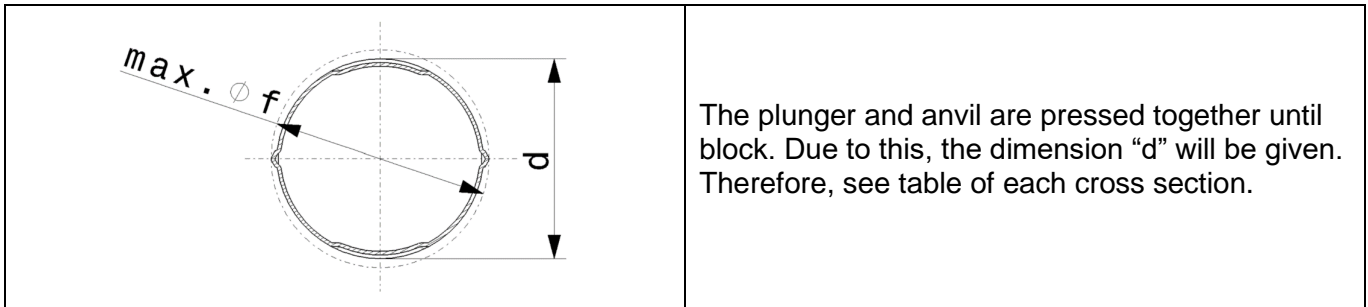 max. ∅ f
d
The plunger and anvil are pressed together until
block. Due to this, the dimension “d” will be given.
Therefore, see table of each cross section.